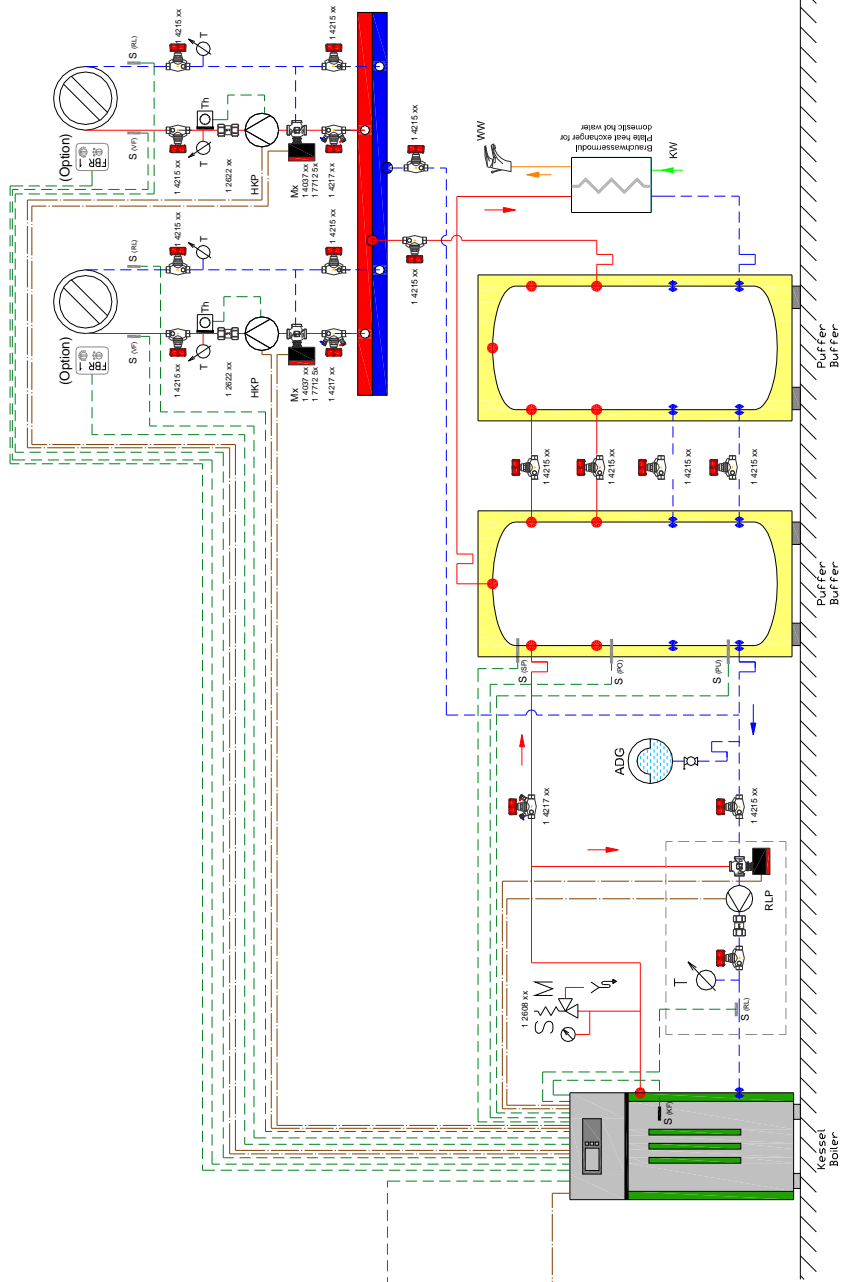 S (RL)
1 4215 xx
T
1 4215 xx
(Option)
FBR 1
S (VF)
1 4215 xx
T
Th
1 2622 xx
HKP
Mx
1 4037 xx
1 7712 5x
1 4217 xx
S (RL)
1 4215 xx
T
1 4215 xx
(Option)
FBR 1
S (VF)
1 4215 xx
T
Th
1 2622 xx
HKP
Mx
1 4037 xx
1 7712 5x
1 4217 xx
1 4215 xx
1 4215 xx
WW
Brauchwassermodul
Plate heat exchanger for
domestic hot water
KW
Puffer
Buffer
1 4215 xx
1 4215 xx
1 4215 xx
1 4215 xx
Puffer
Buffer
S (SP)
S (PO)
S (PU)
ADG
1 4217 xx
1 4215 xx
RLP
T
S (RL)
1 2608 xx
S
M
S (KF)
Kessel
Boiler